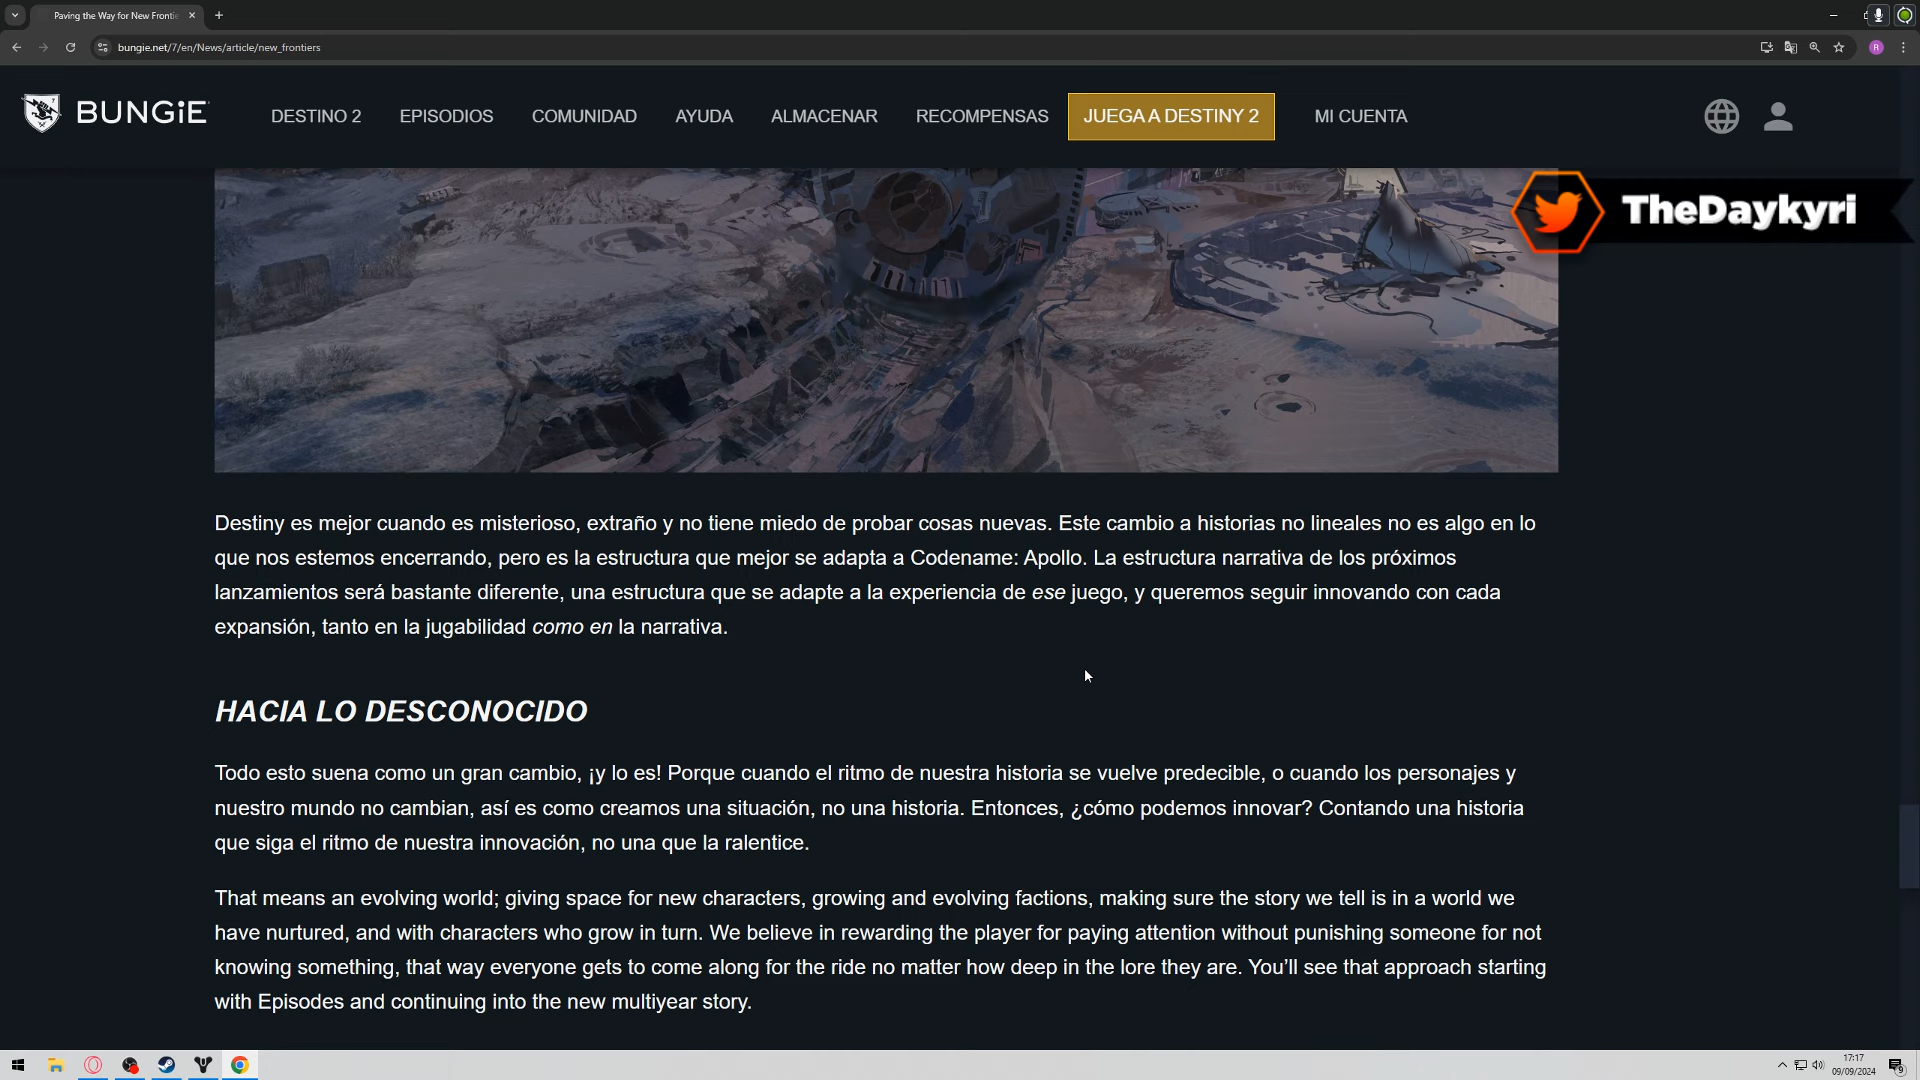 Paving the Way for New Frontie
bungie.net/7/en/News/article/new_frontiers
R
BUNGiE
DESTINO 2
EPISODIOS
COMUNIDAD
AYUDA
ALMACENAR
RECOMPENSAS
JUEGA A DESTINY 2
MI CUENTA
TheDaykyri
Destiny es mejor cuando es misterioso, extraño y no tiene miedo de probar cosas nuevas. Este cambio a historias no lineales no es algo en lo
que nos estemos encerrando, pero es la estructura que mejor se adapta a Codename: Apollo. La estructura narrativa de los próximos
lanzamientos será bastante diferente, una estructura que se adapte a la experiencia de ese juego, y queremos seguir innovando con cada
expansión, tanto en la jugabilidad como en la narrativa.
HACIA LO DESCONOCIDO
Todo esto suena como un gran cambio, ¡y lo es! Porque cuando el ritmo de nuestra historia se vuelve predecible, o cuando los personajes y
nuestro mundo no cambian, así es como creamos una situación, no una historia. Entonces, ¿cómo podemos innovar? Contando una historia
que siga el ritmo de nuestra innovación, no una que la ralentice.
That means an evolving world; giving space for new characters, growing and evolving factions, making sure the story we tell is in a world we
have nurtured, and with characters who grow in turn. We believe in rewarding the player for paying attention without punishing someone for not
knowing something, that way everyone gets to come along for the ride no matter how deep in the lore they are. You’ll see that approach starting
with Episodes and continuing into the new multiyear story.
17:17
09/09/2024
9